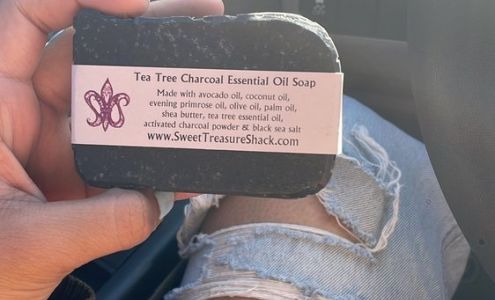 Tea Tree Charcoal Essential Oil Soap
Made with avocado oil, coconut oil,
evening primrose oil, olive oil, palm oil,
shea butter, tea tree essential oil,
activated charcoal powder & black sea salt
www.SweetTreasureShack.com